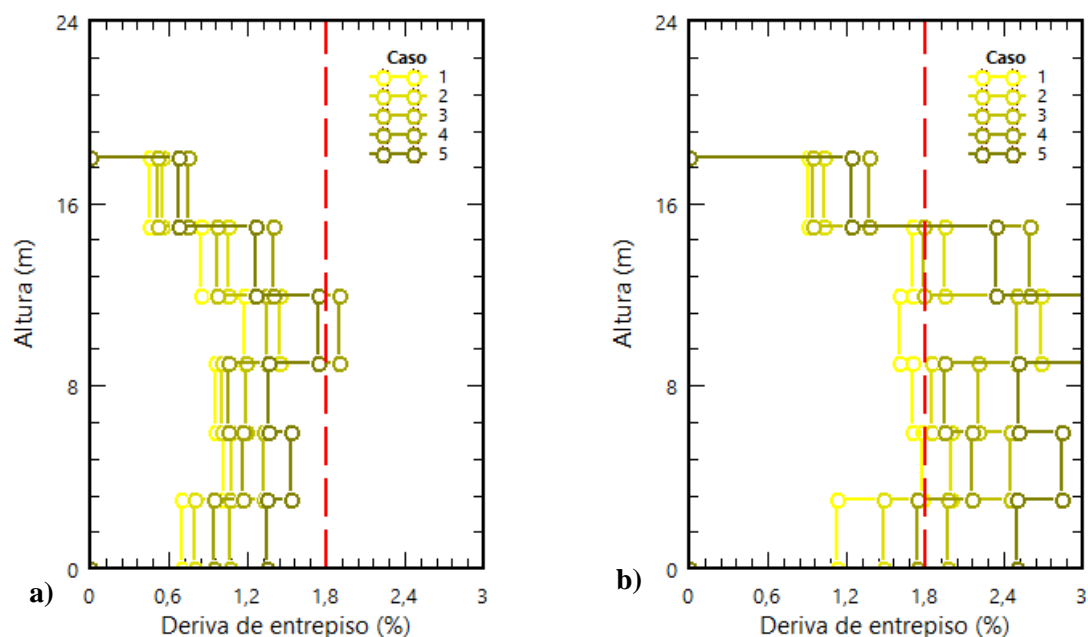 24
16
8
0
Altura (m)
Caso
1
2
3
4
5
0 0,6 1,2 1,8 2,4 3
Deriva de entrepiso (%)
a)
24
16
8
0
Altura (m)
Caso
1
2
3
4
5
0 0,6 1,2 1,8 2,4 3
Deriva de entrepiso (%)
b)